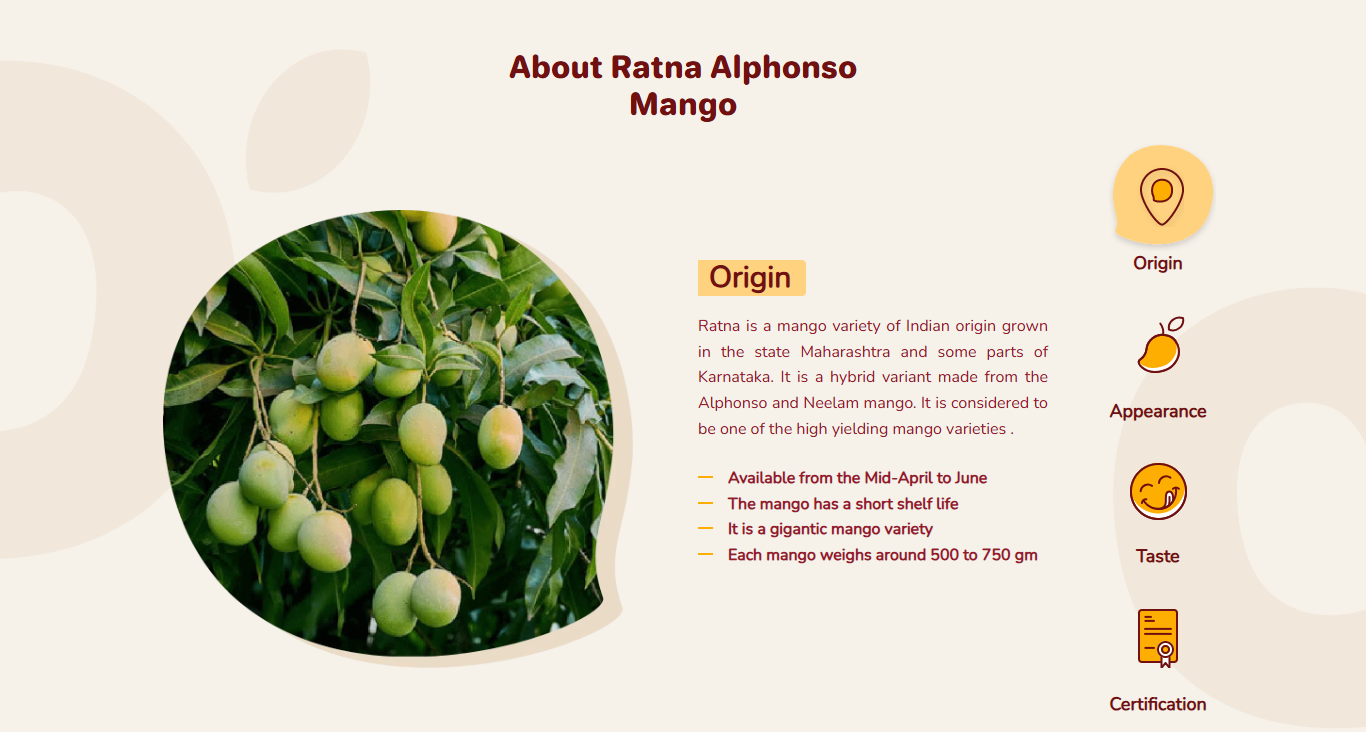 About Ratna Alphonso
Mango
Origin
Ratna is a mango variety of Indian origin grown
in the state Maharashtra and some parts of
Karnataka. It is a hybrid variant made from the
Alphonso and Neelam mango. It is considered to
be one of the high yielding mango varieties .
Available from the Mid-April to June
The mango has a short shelf life
It is a gigantic mango variety
Each mango weighs around 500 to 750 gm
Origin
Appearance
Taste
Certification